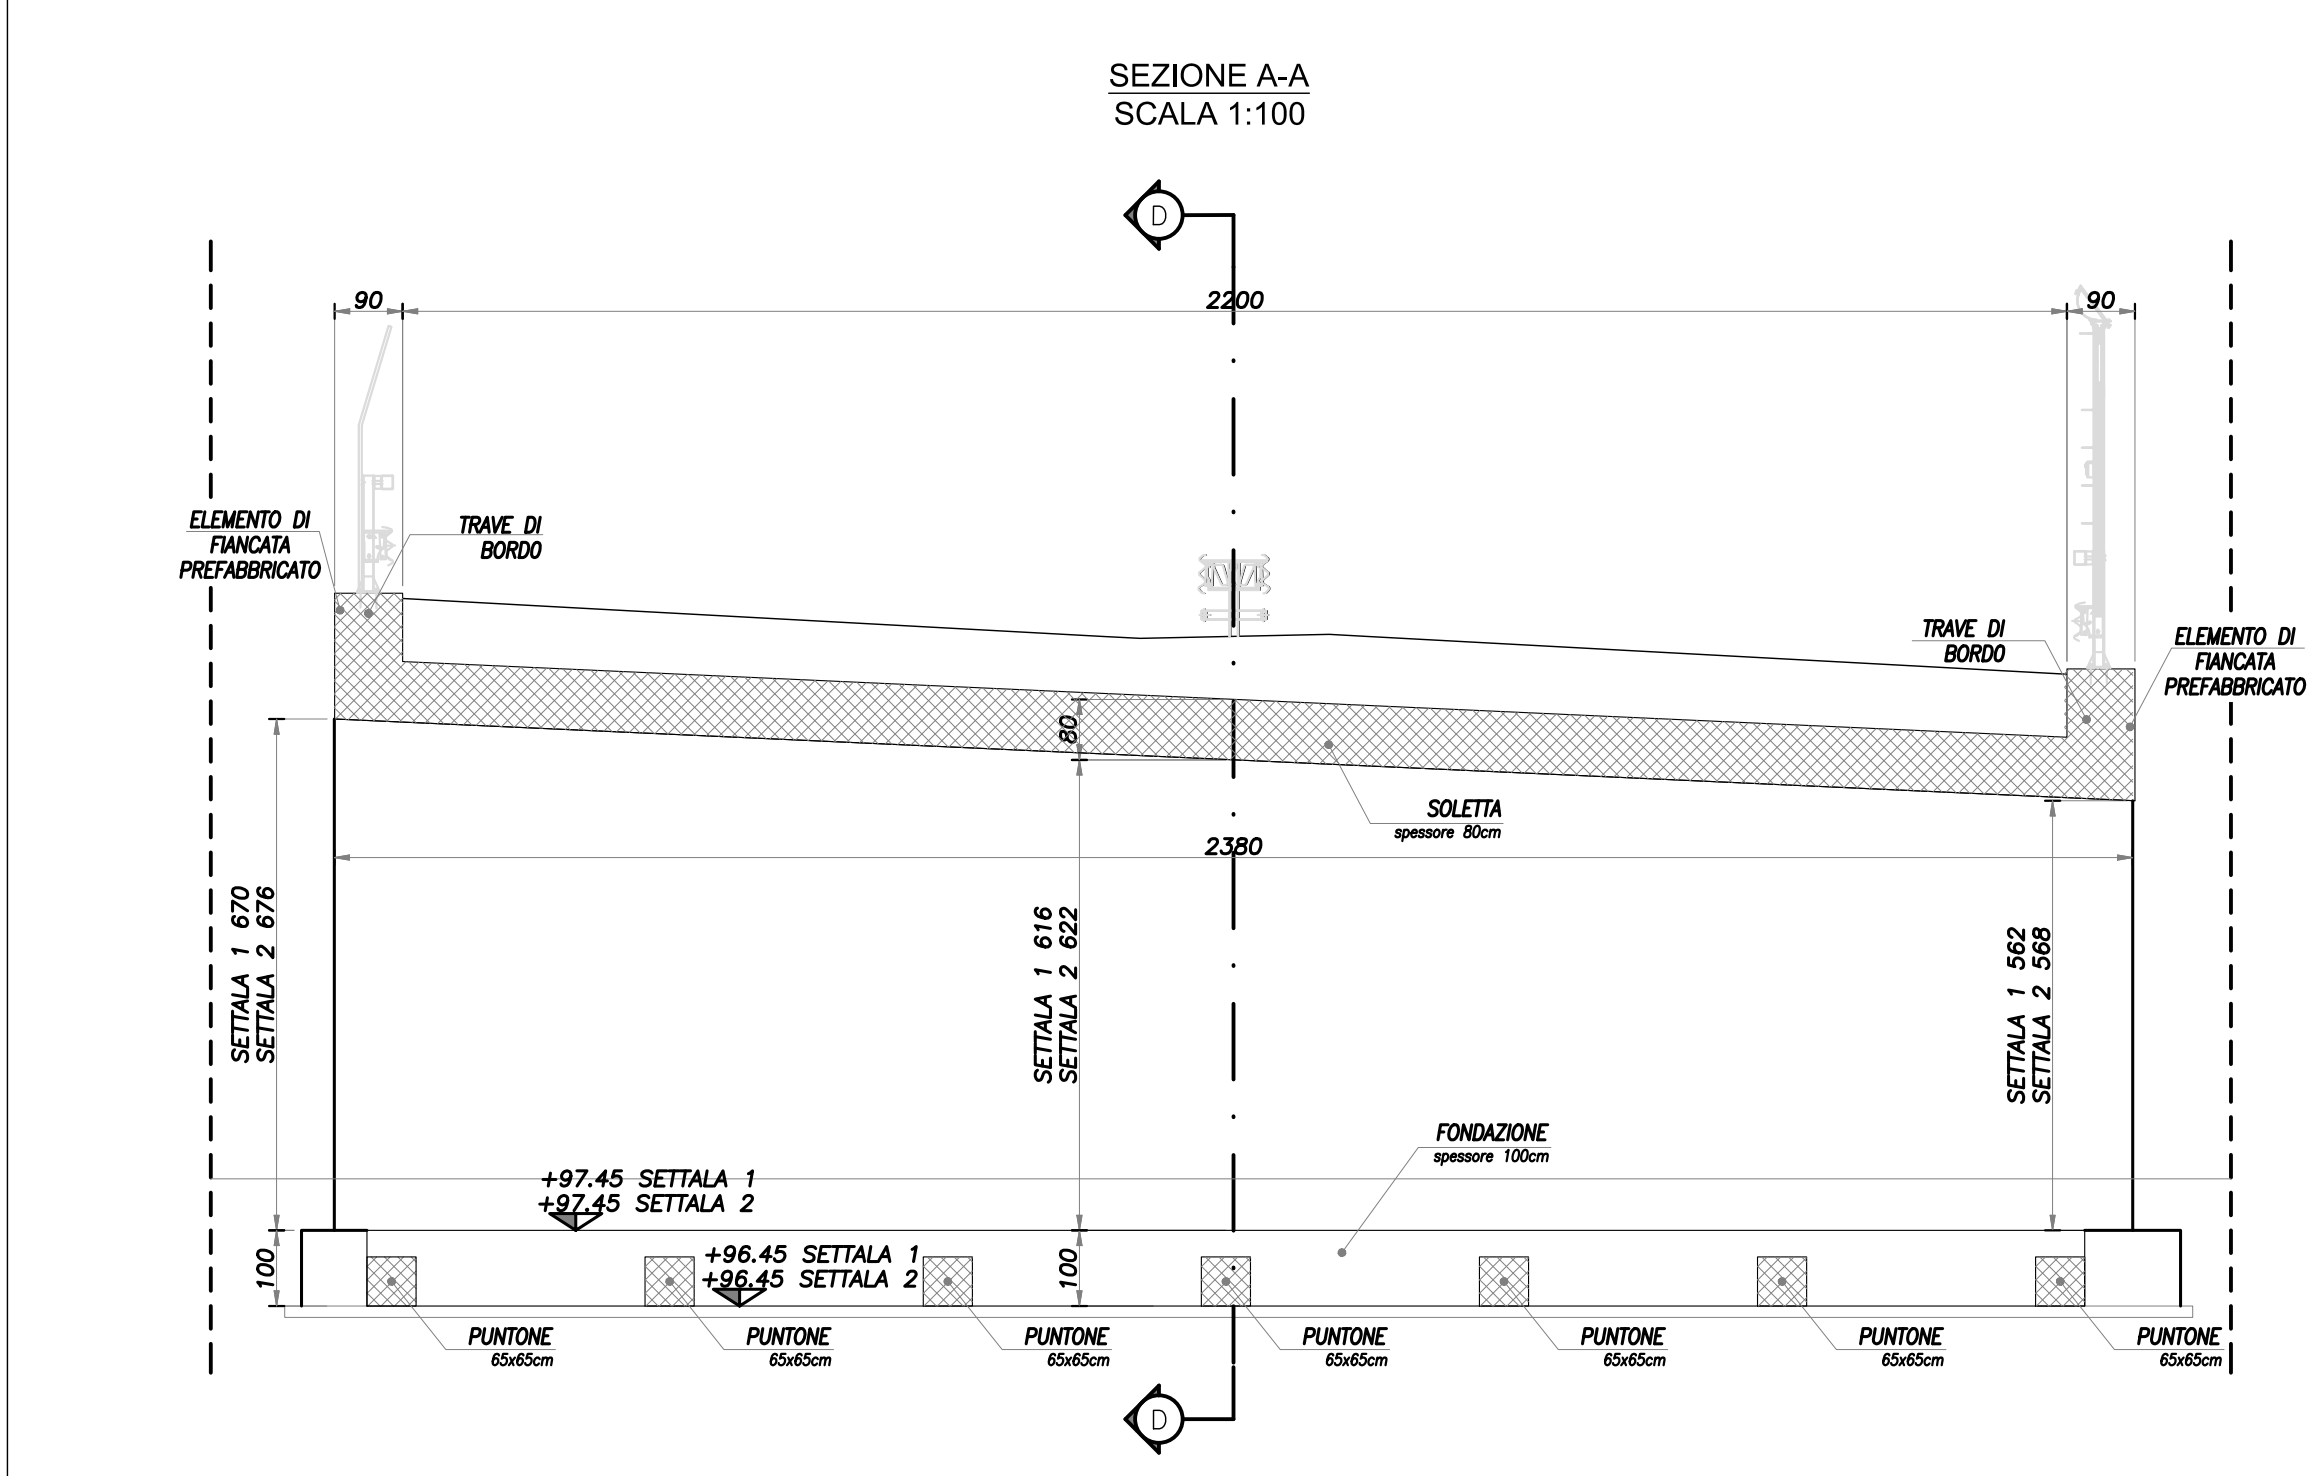 SEZIONE A-A
SCALA 1:100
D
90
2200
90
ELEMENTO DI
FIANCATA
PREFABBRICATO
TRAVE DI
BORDO
TRAVE DI
BORDO
ELEMENTO DI
FIANCATA
PREFABBRICATO
80
SOLETTA
spessore 80cm
2380
SETTALA 1 670
SETTALA 2 676
SETTALA 1 616
SETTALA 2 622
SETTALA 1 562
SETTALA 2 568
FONDAZIONE
spessore 100cm
+97.45 SETTALA 1
+97.45 SETTALA 2
100
+96.45 SETTALA 1
+96.45 SETTALA 2
100
PUNTONE
65x65cm
PUNTONE
65x65cm
PUNTONE
65x65cm
PUNTONE
65x65cm
PUNTONE
65x65cm
PUNTONE
65x65cm
PUNTONE
65x65cm
D